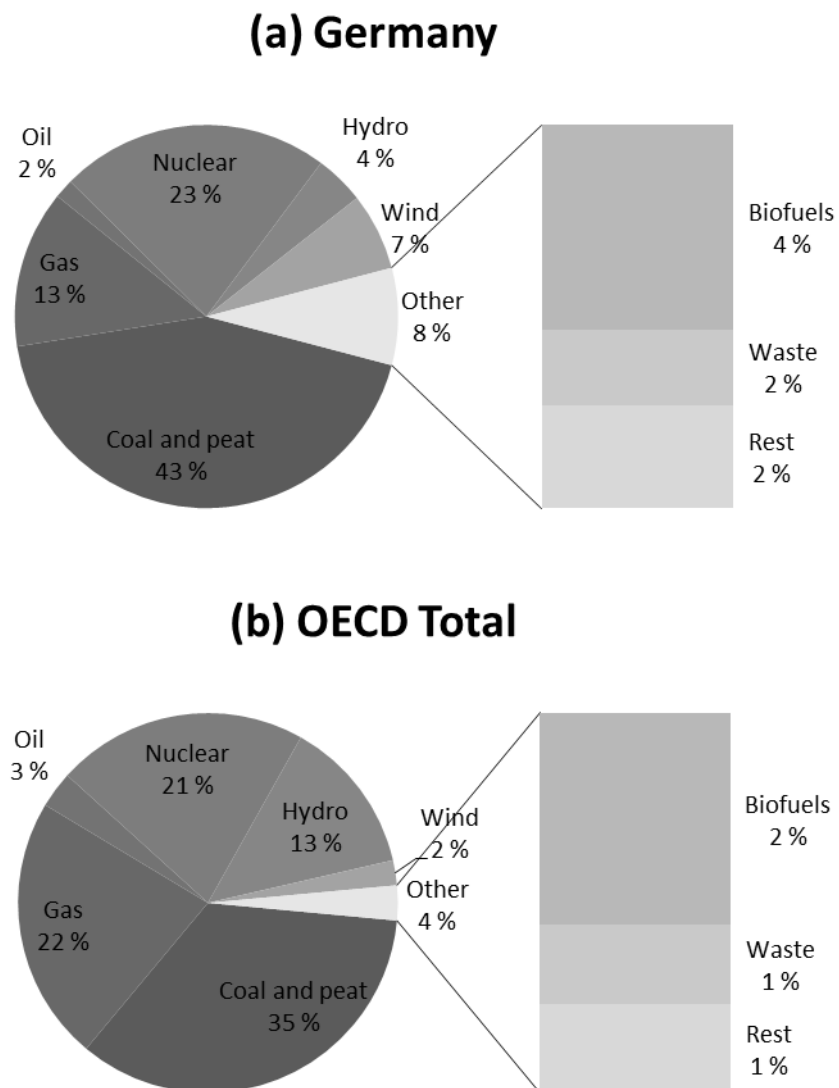 (a) Germany
Oil
2 %
Nuclear
23 %
Hydro
4 %
Wind
7 %
Gas
13 %
Other
8 %
Coal and peat
43 %
Biofuels
4 %
Waste
2 %
Rest
2 %
(b) OECD Total
Oil
3 %
Nuclear
21 %
Hydro
13 %
Wind
2 %
Gas
22 %
Other
4 %
Coal and peat
35 %
Biofuels
2 %
Waste
1 %
Rest
1 %